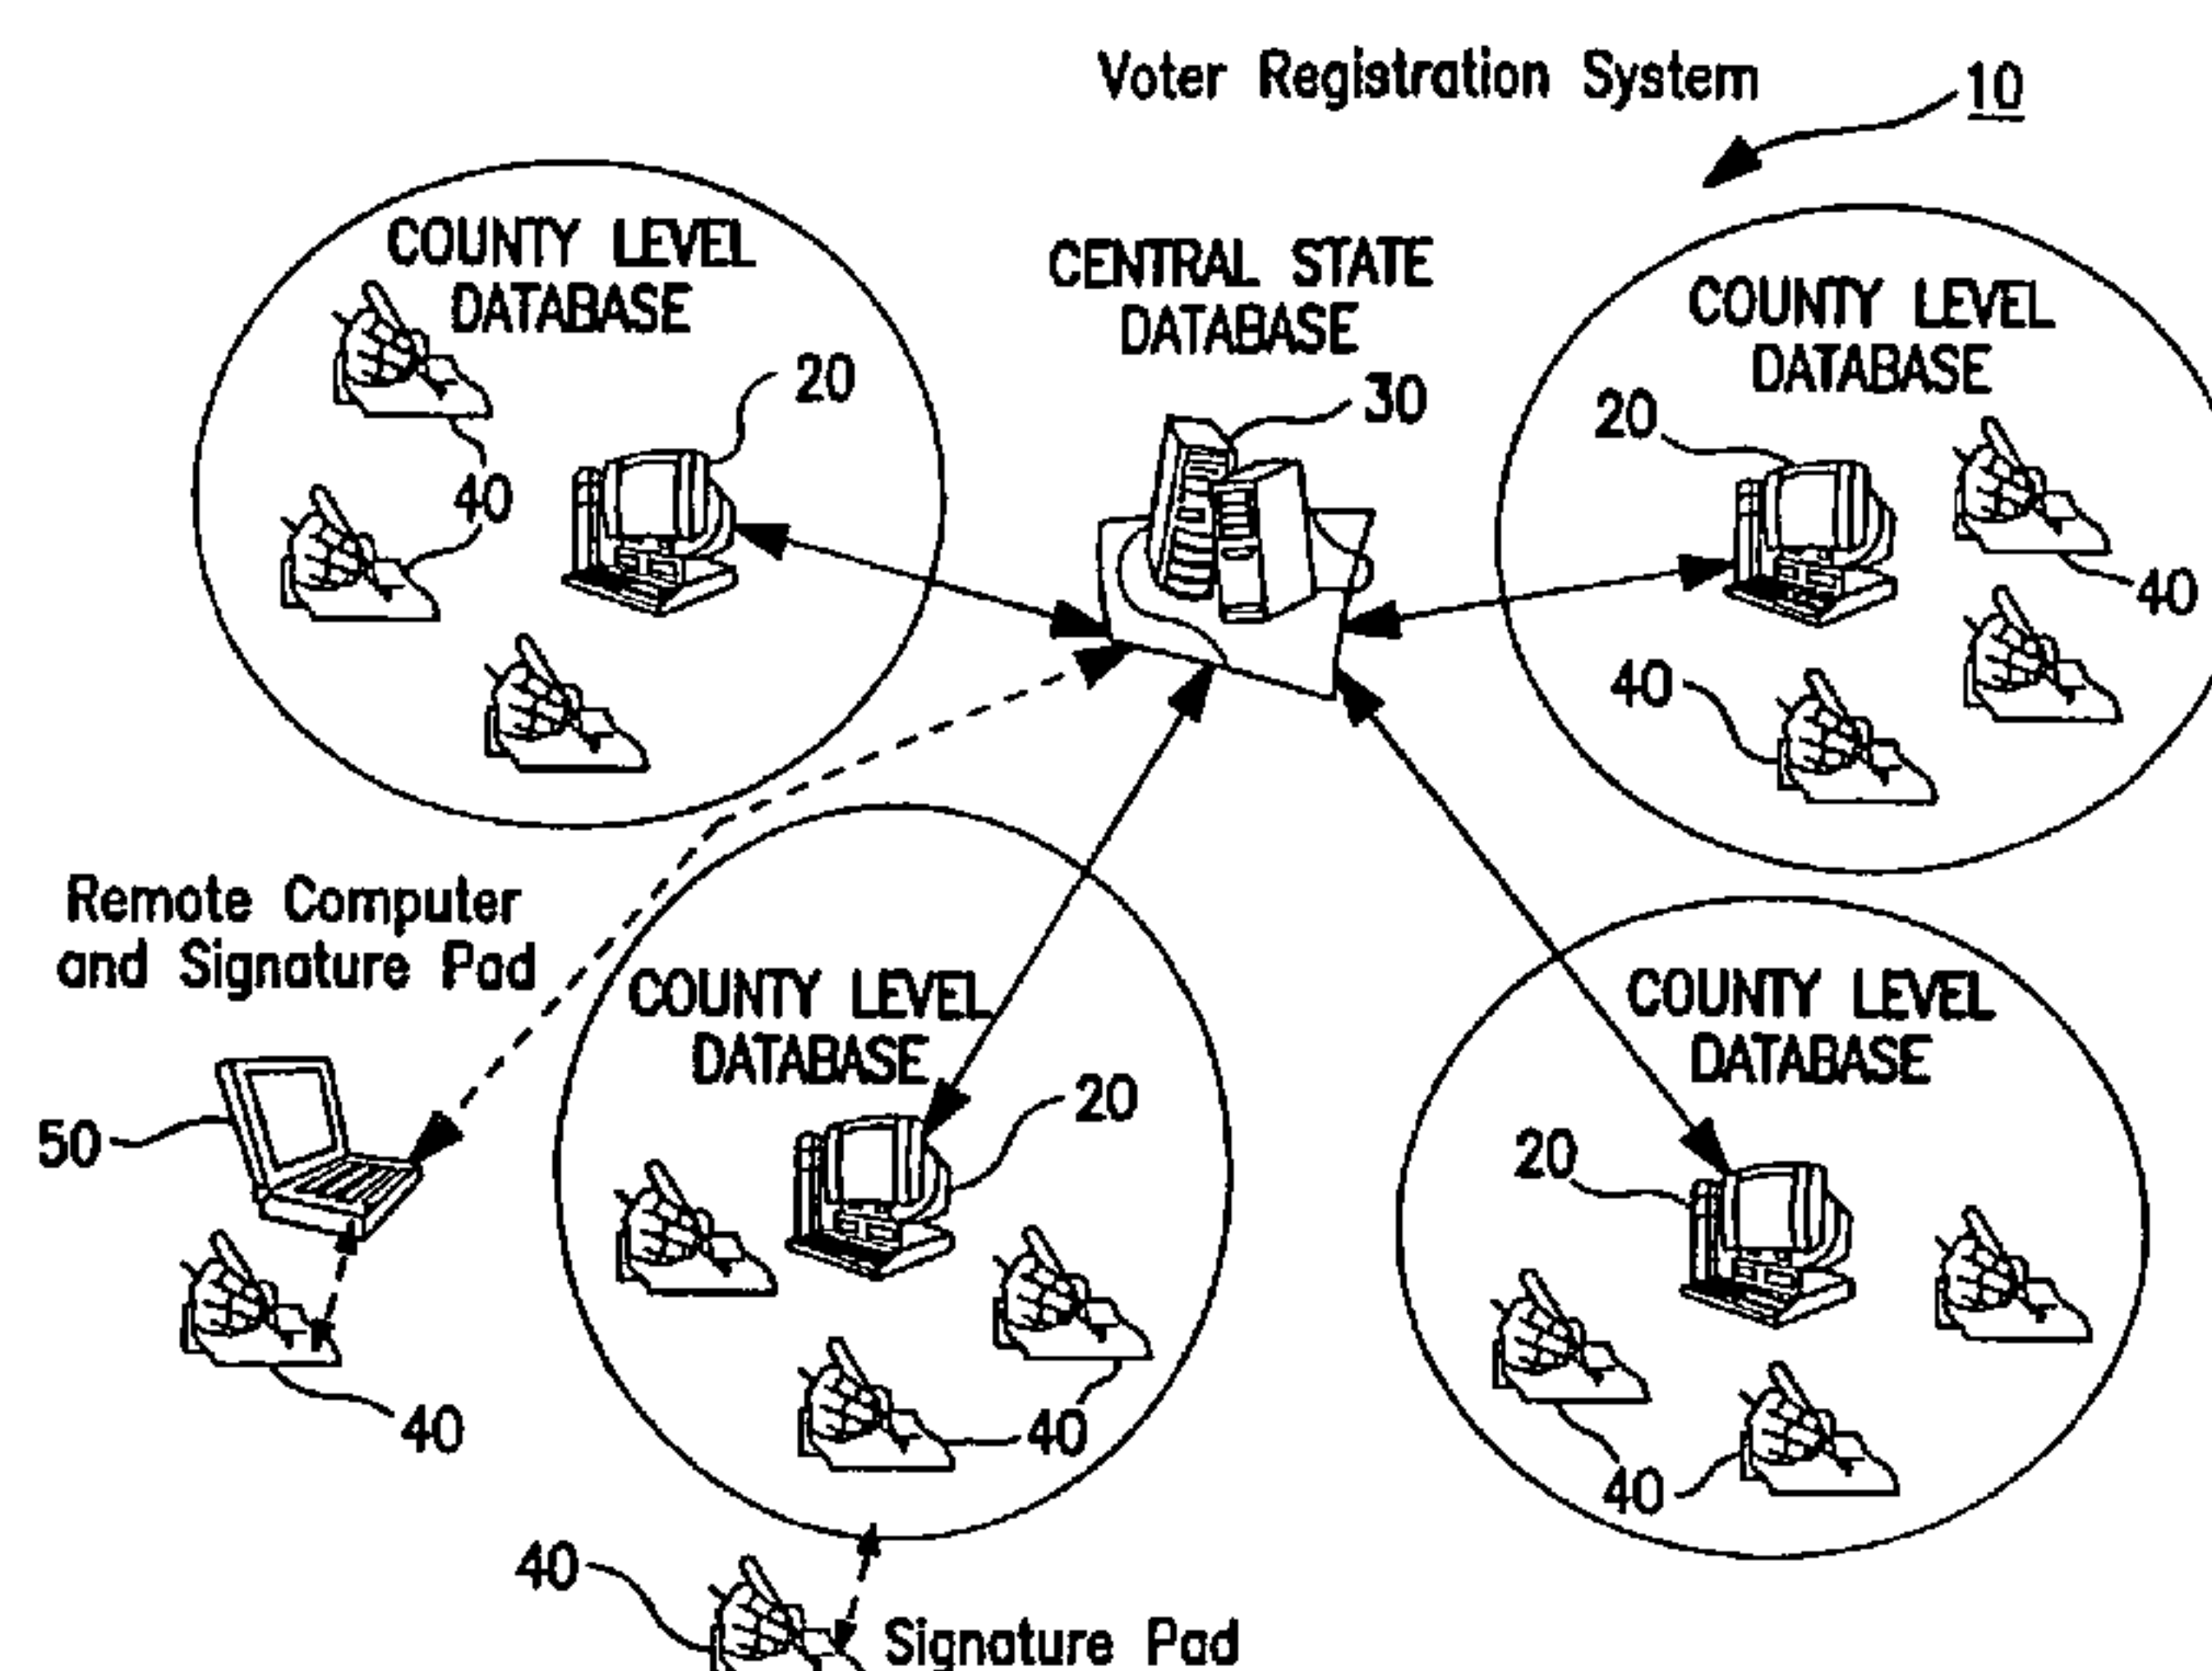 Voter Registration System
10
COUNTY LEVEL
DATABASE
20
40
CENTRAL STATE
DATABASE
30
COUNTY LEVEL
DATABASE
20
40
40
Remote Computer
and Signature Pad
50
40
COUNTY LEVEL
DATABASE
20
40
COUNTY LEVEL
DATABASE
20
40
40
Signature Pad